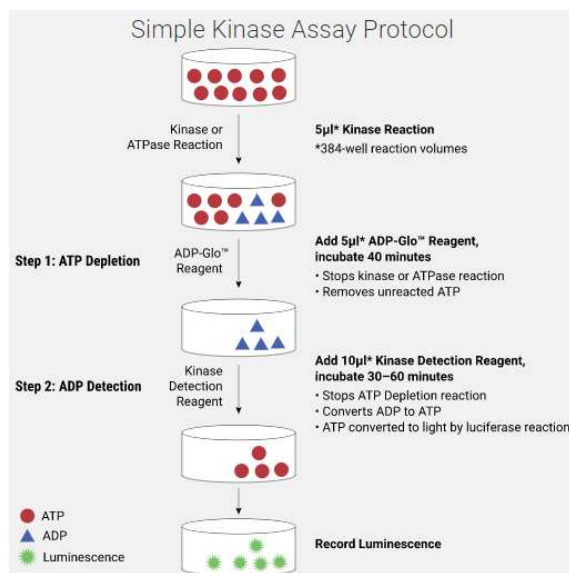 Simple Kinase Assay Protocol
Kinase or
ATPase Reaction
5µl* Kinase Reaction
*384-well reaction volumes
Step 1: ATP Depletion
ADP-Glo™
Reagent
Add 5µl* ADP-Glo™ Reagent,
incubate 40 minutes
• Stops kinase or ATPase reaction
• Removes unreacted ATP
Step 2: ADP Detection
Kinase
Detection
Reagent
Add 10µl* Kinase Detection Reagent,
incubate 30–60 minutes
• Stops ATP Depletion reaction
• Converts ADP to ATP
• ATP converted to light by luciferase reaction
ATP
ADP
Luminescence
Record Luminescence